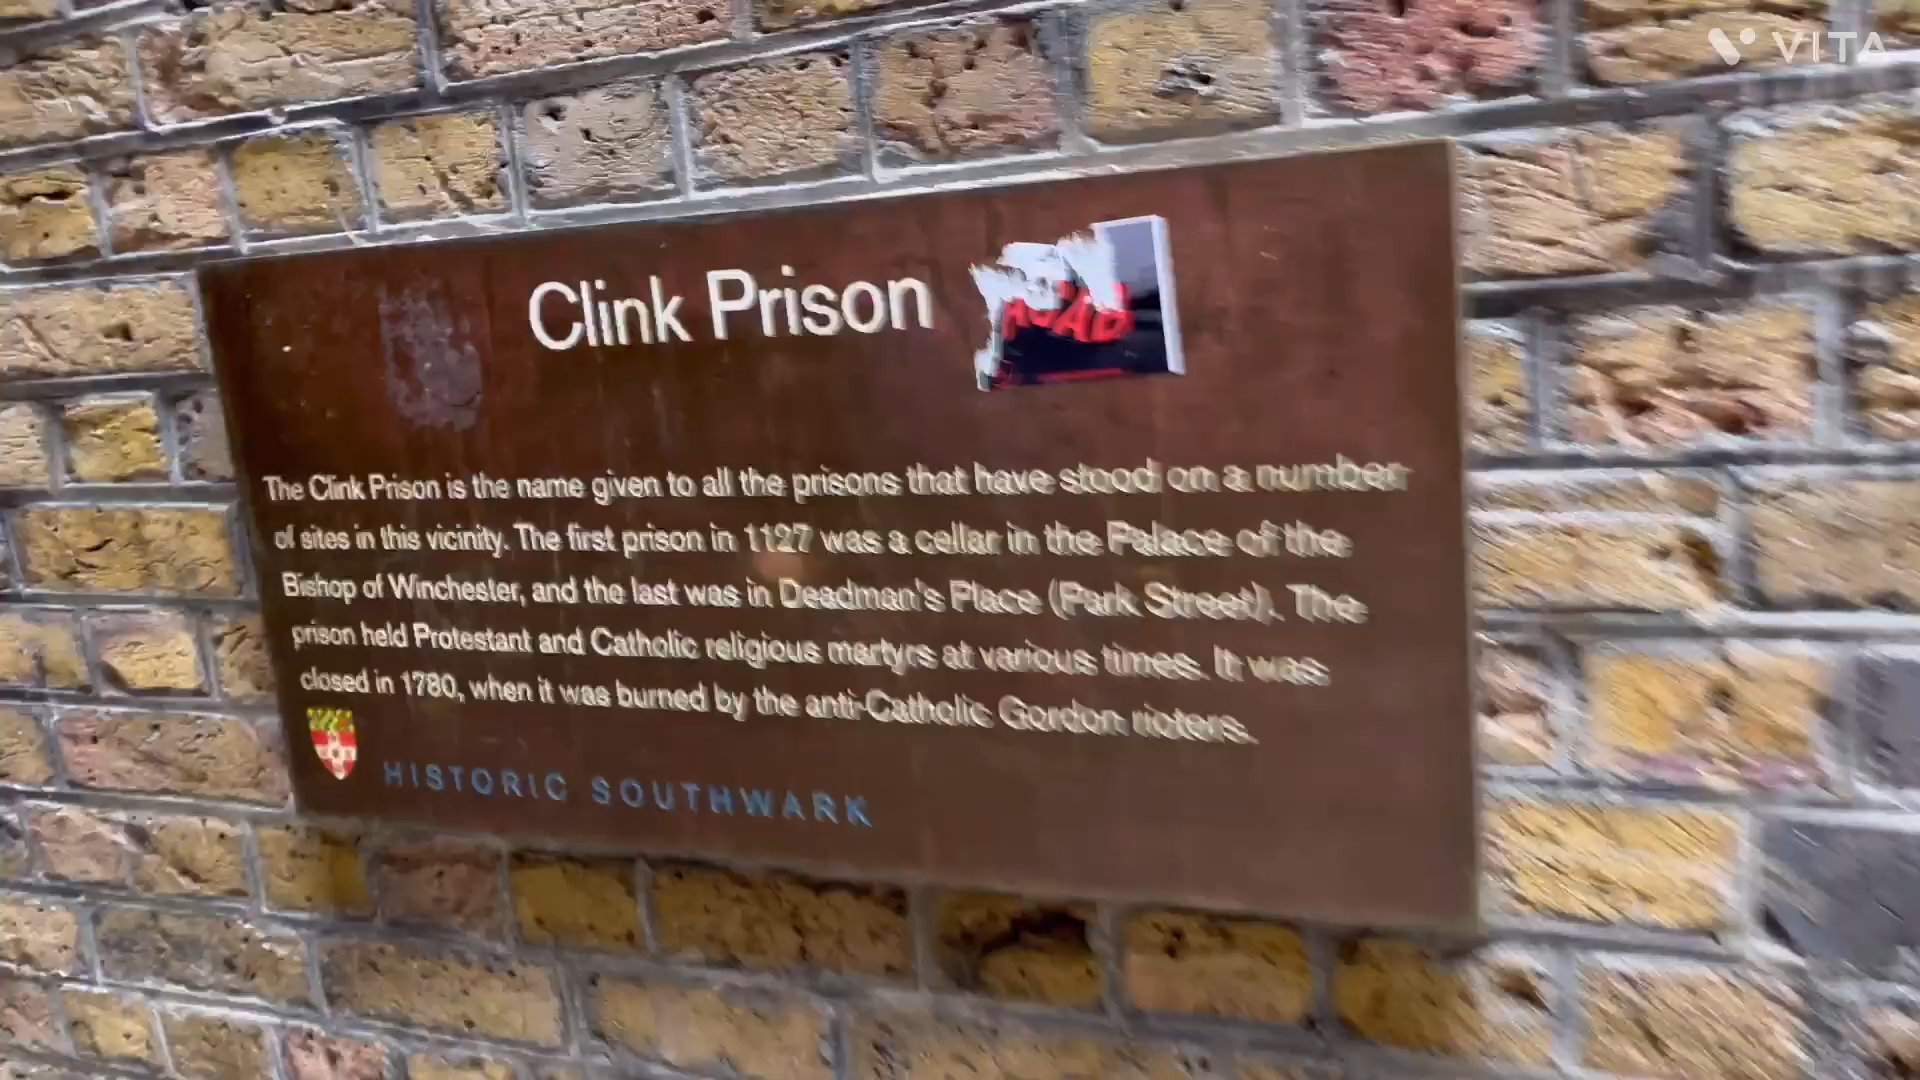 VITA
Clink Prison
The Clink Prison is the name given to all the prisons that have stood on a number
of sites in this vicinity. The first prison in 1127 was a cellar in the Palace of the
Bishop of Winchester, and the last was in Deadman's Place (Park Street). The
prison held Protestant and Catholic religious martyrs at various times. It was
closed in 1780, when it was burned by the anti-Catholic Gordon rioters.
HISTORIC SOUTHWARK